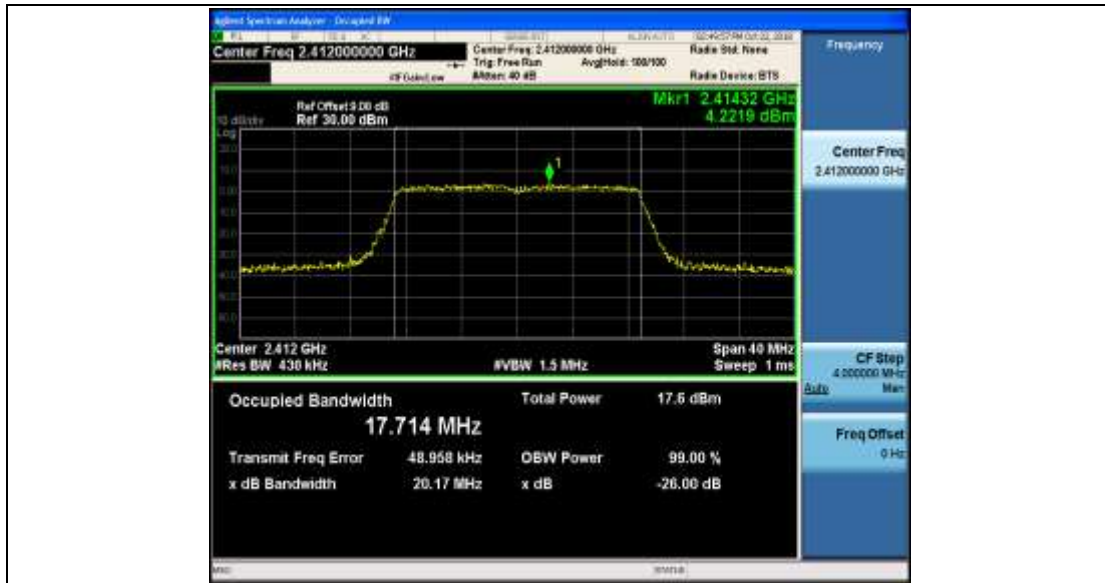 Agilent Spectrum Analyzer - Occupied BW
Center Freq 2.412000000 GHz
#IFGain:Low
Center Freq: 2.412000000 GHz
Trig: Free Run Avg|Hold: 100/100
#Atten: 40 dB
Radio Std: None
Radio Device: BTS
Frequency
10 dB/div
Log
Ref Offset 9.00 dB
Ref 30.00 dBm
Mkr1 2.41432 GHz
4.2219 dBm
1
Center Freq
2.412000000 GHz
Center 2.412 GHz
Span 40 MHz
#Res BW 430 kHz
#VBW 1.5 MHz
Sweep 1 ms
CF Step
4.000000 MHz
Auto Man
Occupied Bandwidth
17.714 MHz
Total Power 17.6 dBm
Freq Offset
0 Hz
Transmit Freq Error 48.958 kHz OBW Power 99.00 %
x dB Bandwidth 20.17 MHz x dB -26.00 dB
MSG
STATUS